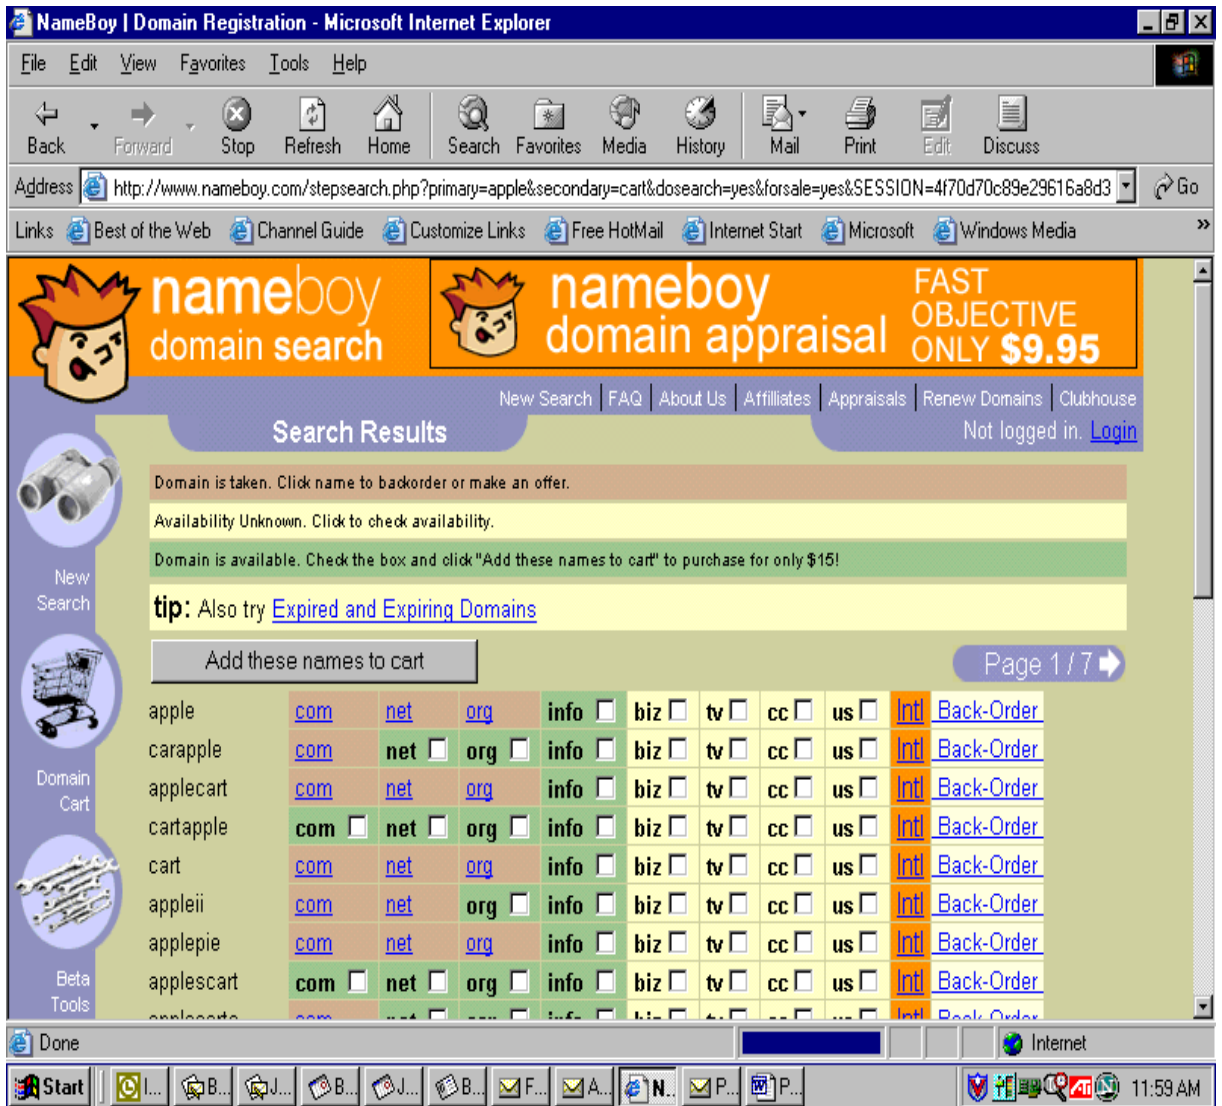 NameBoy | Domain Registration - Microsoft Internet Explorer
File Edit View Favorites Tools Help
Back Forward Stop Refresh Home Search Favorites Media History Mail Print Edit Discuss
Address http://www.nameboy.com/stepsearch.php?primary=apple&secondary=cart&dosearch=yes&forsale=yes&SESSION=4f70d70c89e29616a8d3 Go
Links Best of the Web Channel Guide Customize Links Free HotMail Internet Start Microsoft Windows Media »
nameboy
domain search
nameboy
domain appraisal
FAST
OBJECTIVE
ONLY $9.95
New Search | FAQ | About Us | Affilliates | Appraisals | Renew Domains | Clubhouse
Search Results
Not logged in. Login
Domain is taken. Click name to backorder or make an offer.
Availability Unknown. Click to check availability.
Domain is available. Check the box and click "Add these names to cart" to purchase for only $15!
tip: Also try Expired and Expiring Domains
New
Search
Domain
Cart
Beta
Tools
Add these names to cart
Page 1 / 7
apple com net org info biz tv cc us Intl Back-Order
carapple com net org info biz tv cc us Intl Back-Order
applecart com net org info biz tv cc us Intl Back-Order
cartapple com net org info biz tv cc us Intl Back-Order
cart com net org info biz tv cc us Intl Back-Order
appleii com net org info biz tv cc us Intl Back-Order
applepie com net org info biz tv cc us Intl Back-Order
applescart com net org info biz tv cc us Intl Back-Order
Done Internet
Start I... B... J... B... J... B... F... A... N.. P... P... 11:59 AM